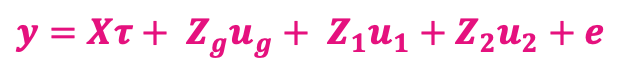 y = Xτ + Z_g u_g + Z_1 u_1 + Z_2 u_2 + e